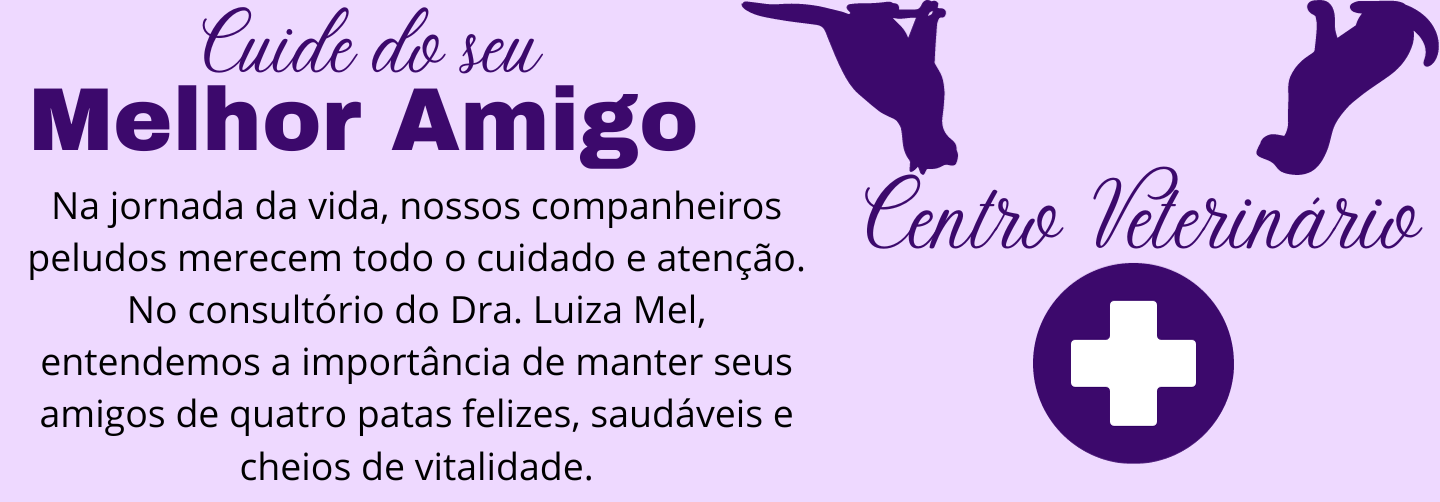 Cuide do seu
Melhor Amigo
Na jornada da vida, nossos companheiros
peludos merecem todo o cuidado e atenção.
No consultório do Dra. Luiza Mel,
entendemos a importância de manter seus
amigos de quatro patas felizes, saudáveis e
cheios de vitalidade.
Centro Veterinário